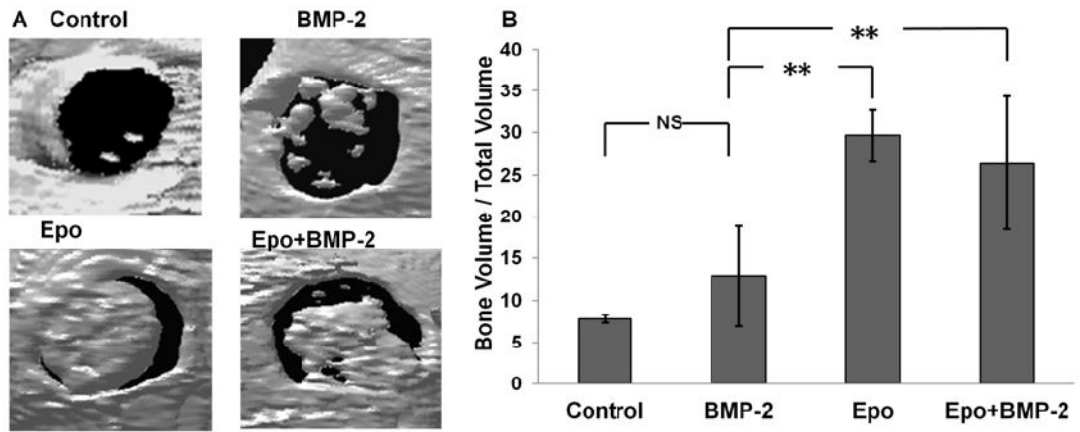 A Control
BMP-2
Epo
Epo+BMP-2
B
Bone Volume / Total Volume
40
35
30
25
20
15
10
5
0
NS
**
**
Control
BMP-2
Epo
Epo+BMP-2